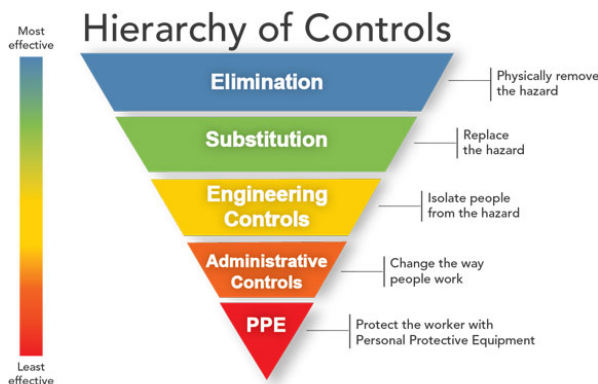 Most
effective
Hierarchy of Controls
Elimination
Physically remove
the hazard
Substitution
Replace
the hazard
Engineering
Controls
Isolate people
from the hazard
Administrative
Controls
Change the way
people work
PPE
Protect the worker with
Personal Protective Equipment
Least
effective